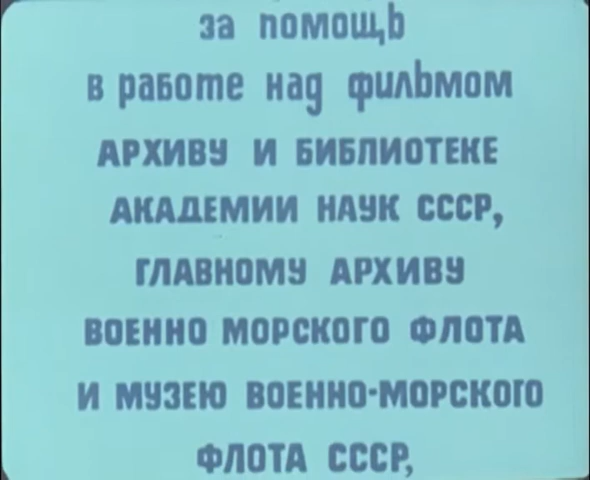 за помощь
в работе над фильмом
АРХИВУ И БИБЛИОТЕКЕ
АКАДЕМИИ НАУК СССР,
ГЛАВНОМУ АРХИВУ
ВОЕННО МОРСКОГО ФЛОТА
И МУЗЕЮ ВОЕННО-МОРСКОГО
ФЛОТА СССР,